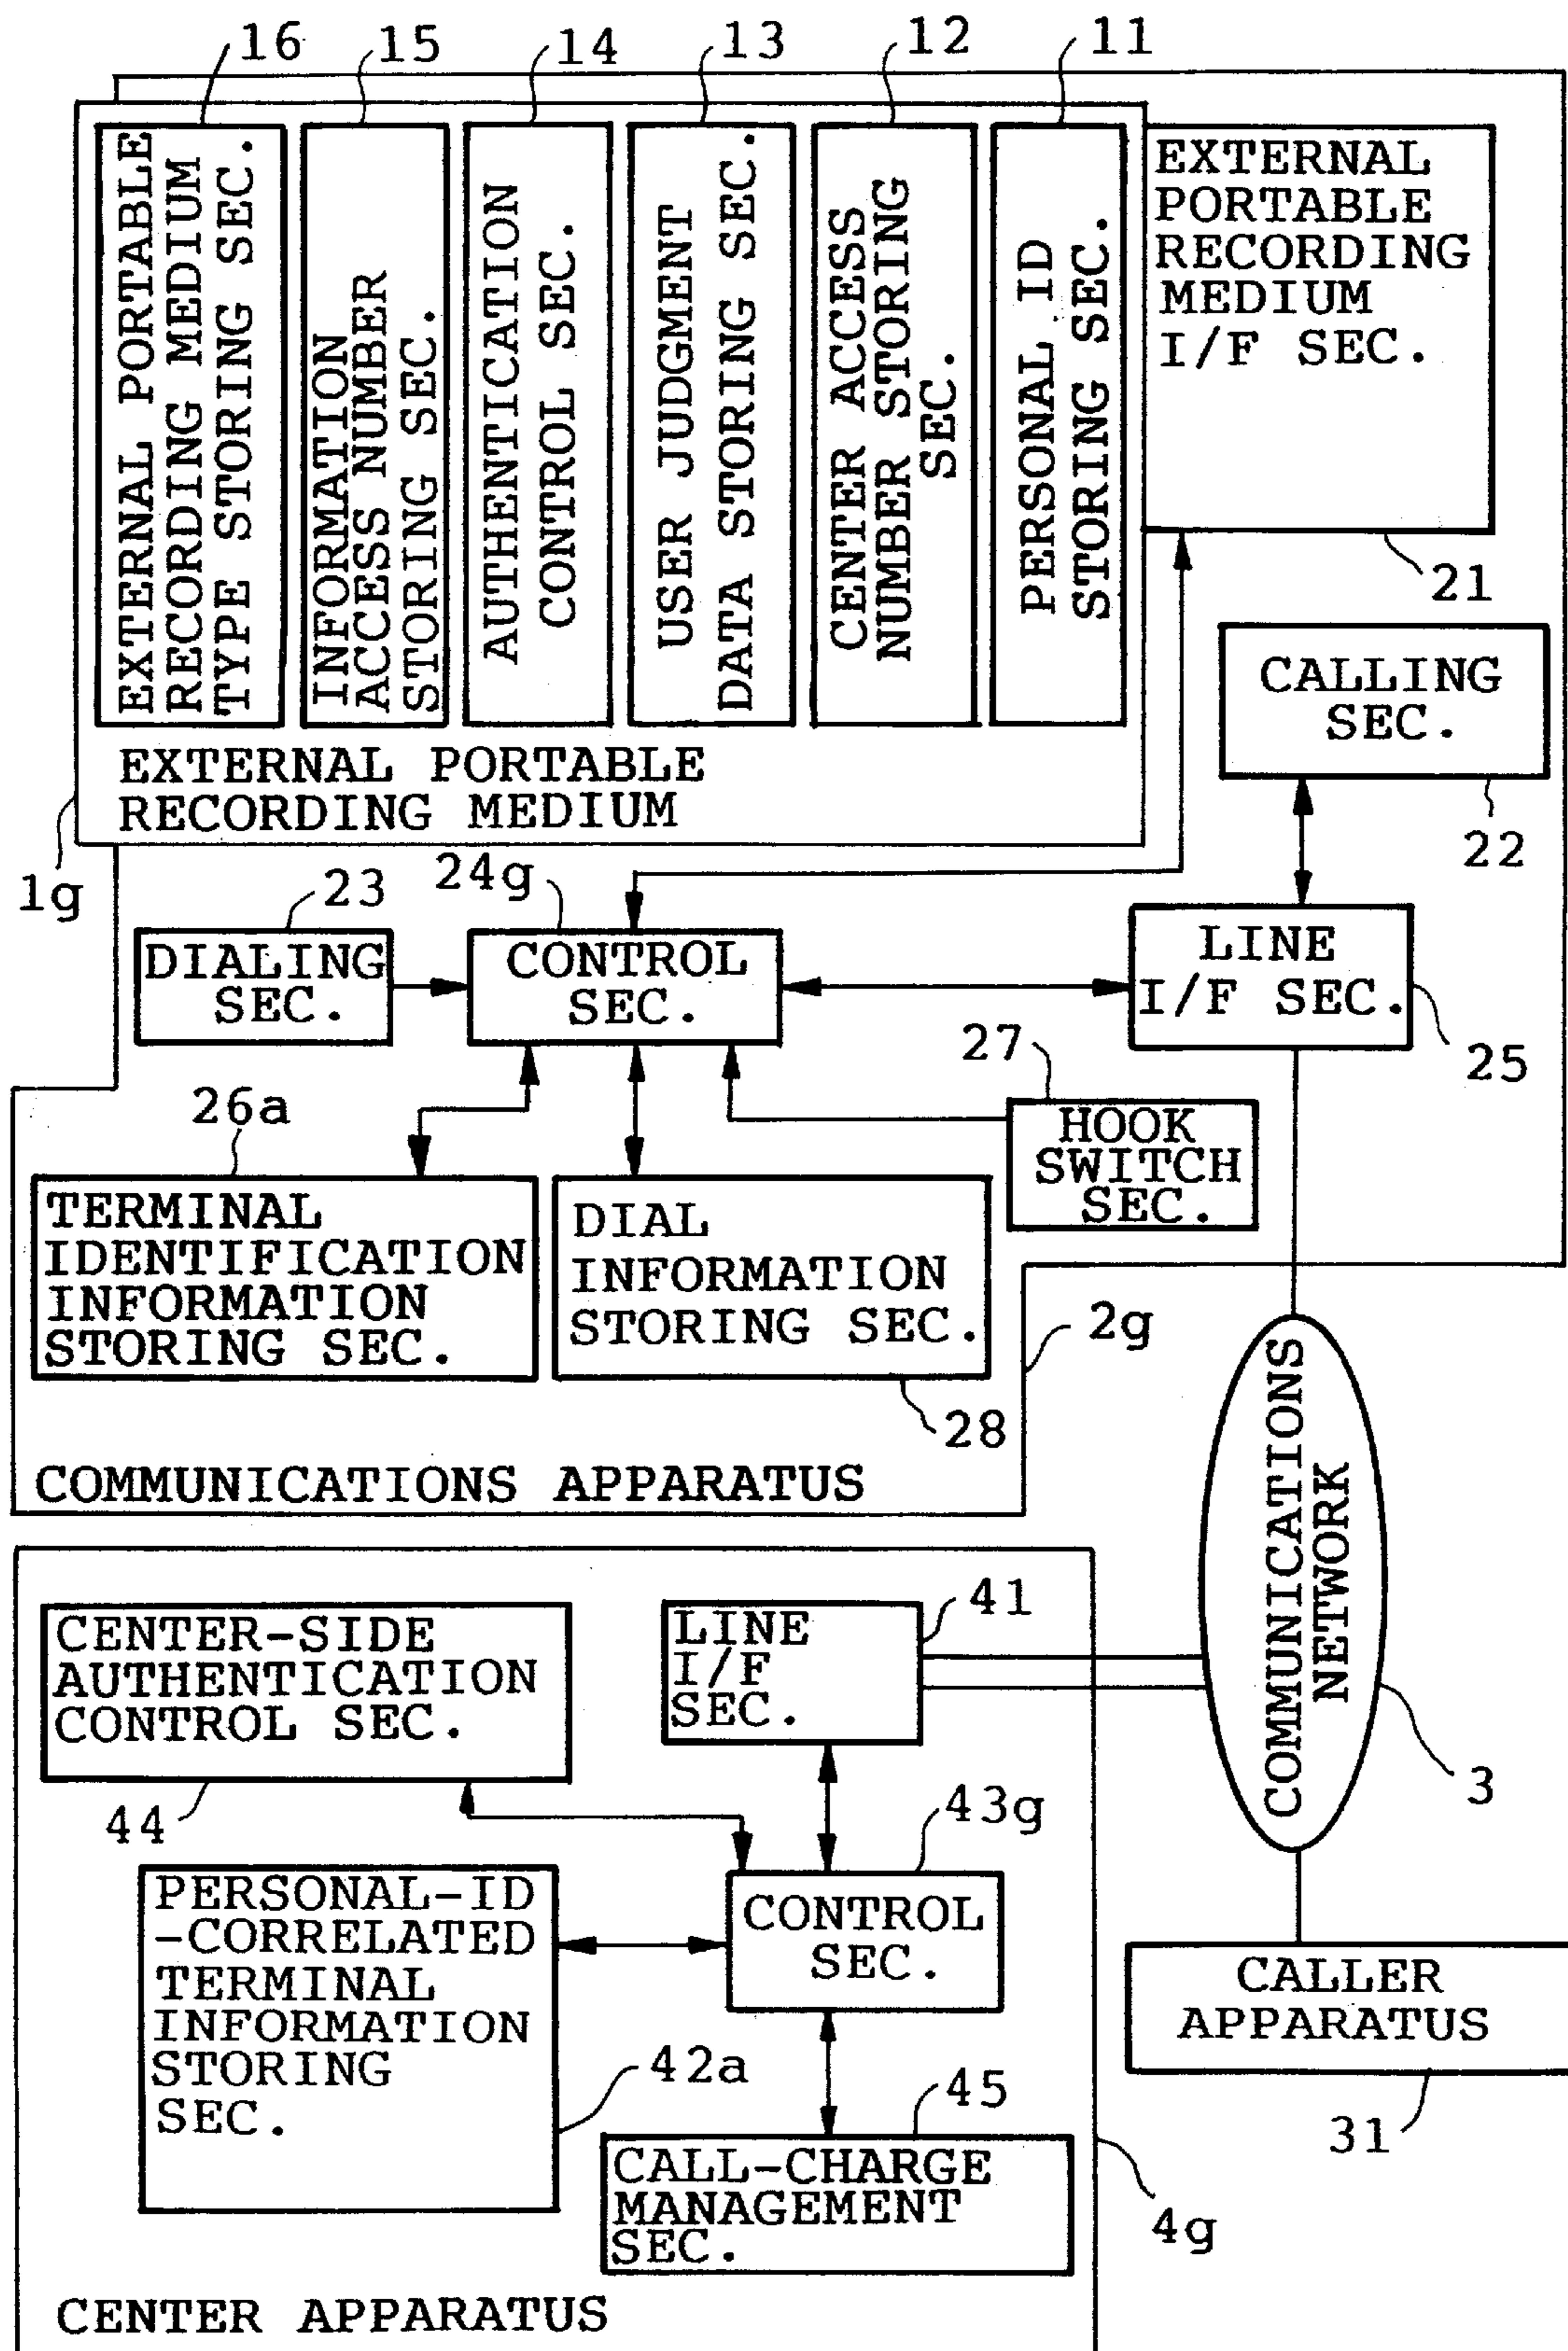 16
15
14
13
12
11
EXTERNAL PORTABLE
RECORDING MEDIUM
TYPE STORING SEC.
INFORMATION
ACCESS NUMBER
STORING SEC.
AUTHENTICATION
CONTROL SEC.
USER JUDGMENT
DATA STORING SEC.
CENTER ACCESS
NUMBER STORING
SEC.
PERSONAL ID
STORING SEC.
EXTERNAL
PORTABLE
RECORDING
MEDIUM
I/F SEC.
21
EXTERNAL PORTABLE
RECORDING MEDIUM
1g
CALLING
SEC.
22
23
24g
DIALING
SEC.
CONTROL
SEC.
LINE
I/F SEC.
25
27
HOOK
SWITCH
SEC.
26a
TERMINAL
IDENTIFICATION
INFORMATION
STORING SEC.
DIAL
INFORMATION
STORING SEC.
28
2g
COMMUNICATIONS APPARATUS
COMMUNICATIONS
NETWORK
3
CENTER-SIDE
AUTHENTICATION
CONTROL SEC.
44
LINE
I/F
SEC.
41
43g
CONTROL
SEC.
PERSONAL-ID
-CORRELATED
TERMINAL
INFORMATION
STORING
SEC.
42a
45
CALL-CHARGE
MANAGEMENT
SEC.
4g
CALLER
APPARATUS
31
CENTER APPARATUS